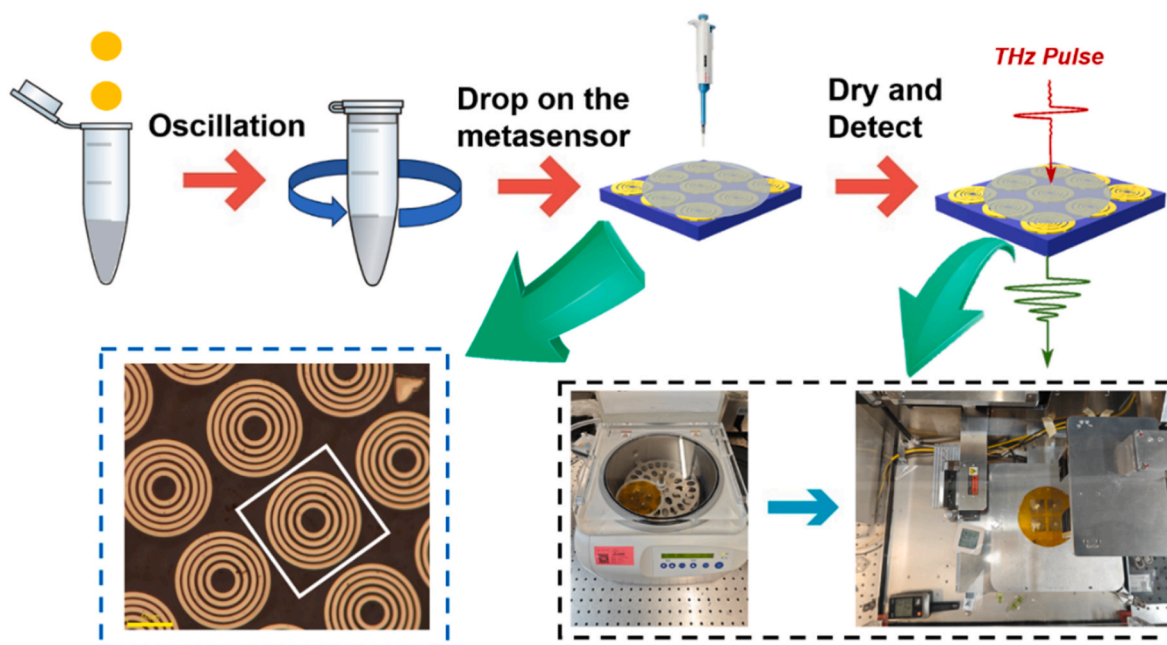 THz Pulse
Oscillation
Drop on the
metasensor
Dry and
Detect